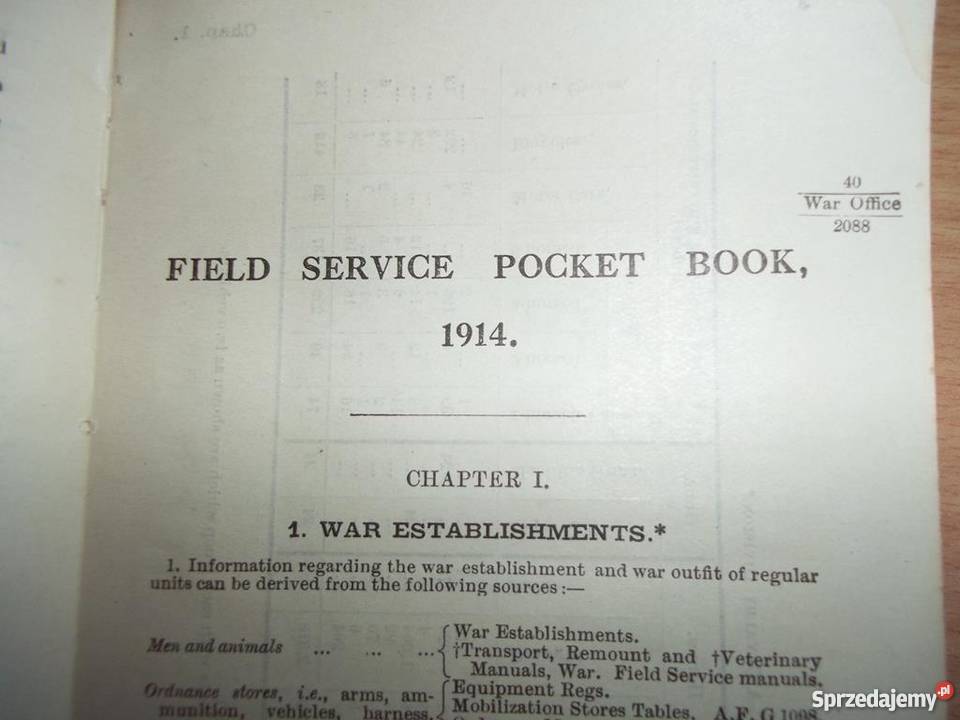 40
War Office
2088
FIELD SERVICE POCKET BOOK,
1914.
CHAPTER I.
1. WAR ESTABLISHMENTS.*
1. Information regarding the war establishment and war outfit of regular
units can be derived from the following sources :—
Men and animals ... ... ... { War Establishments.
†Transport, Remount and †Veterinary
Manuals, War. Field Service manuals.
Ordnance stores, i.e., arms, am- { Equipment Regs.
munition, vehicles, harness, Mobilization Stores Tables, A.F. G 1098
Sprzedajemy.pl